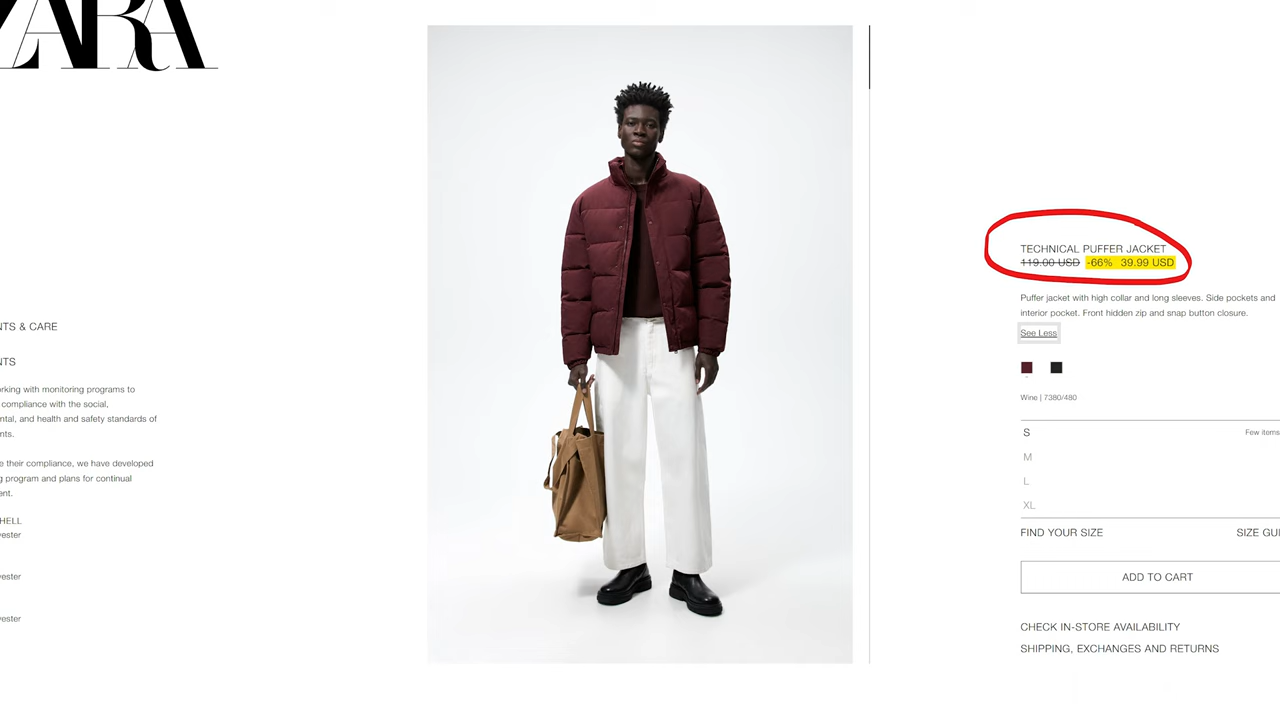 ZARA
NTS & CARE
NTS
rking with monitoring programs to
compliance with the social,
ntal, and health and safety standards of
nts.
e their compliance, we have developed
g program and plans for continual
ent.
HELL
yester
yester
yester
TECHNICAL PUFFER JACKET
119.00 USD -66% 39.99 USD
Puffer jacket with high collar and long sleeves. Side pockets and
interior pocket. Front hidden zip and snap button closure.
See Less
Wine | 7380/480
S Few items
M
L
XL
FIND YOUR SIZE SIZE GUI
ADD TO CART
CHECK IN-STORE AVAILABILITY
SHIPPING, EXCHANGES AND RETURNS